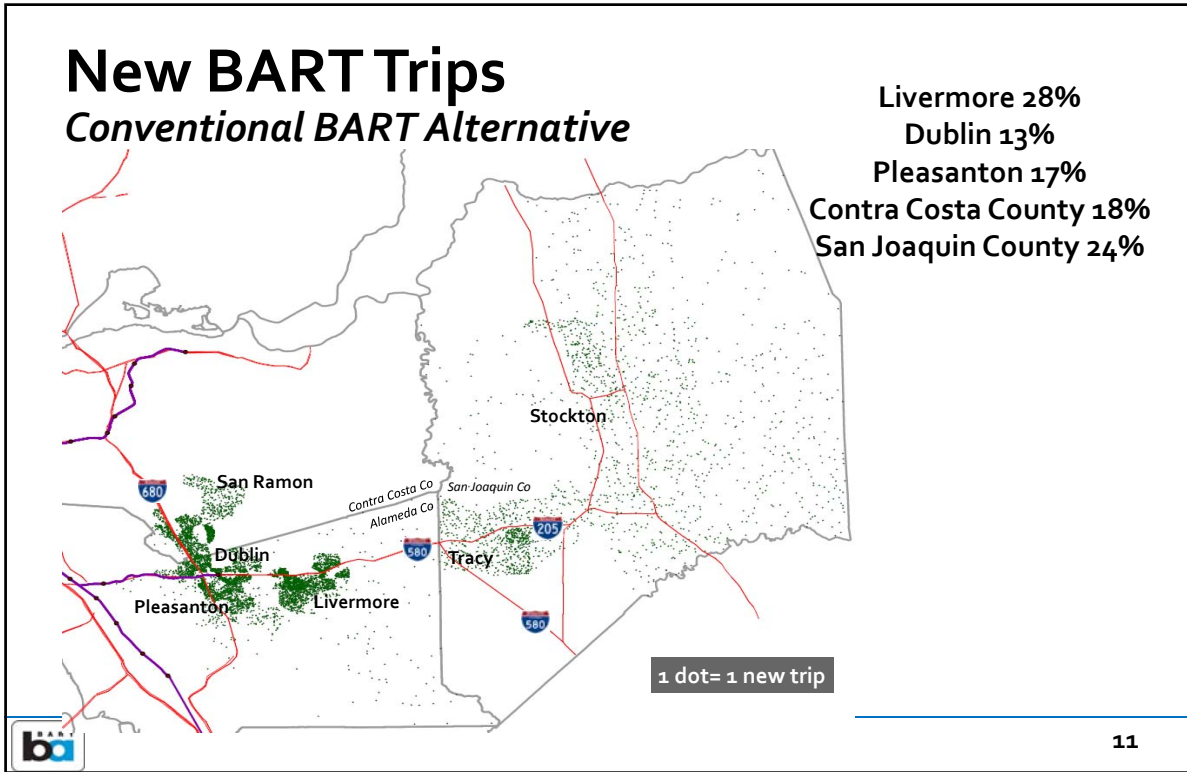 New BART Trips
Conventional BART Alternative
Livermore 28%
Dublin 13%
Pleasanton 17%
Contra Costa County 18%
San Joaquin County 24%
Stockton
San Ramon
680
Contra Costa Co
San Joaquin Co
Alameda Co
205
580
Dublin
Tracy
Pleasanton
Livermore
580
1 dot= 1 new trip
BART
ba
11